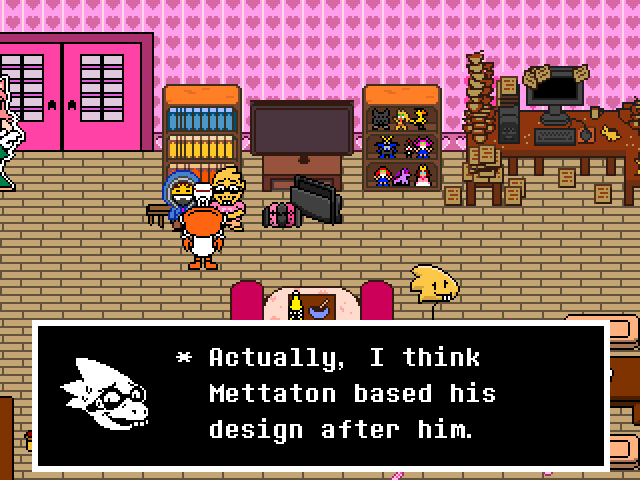 * Actually, I think
Mettaton based his
design after him.